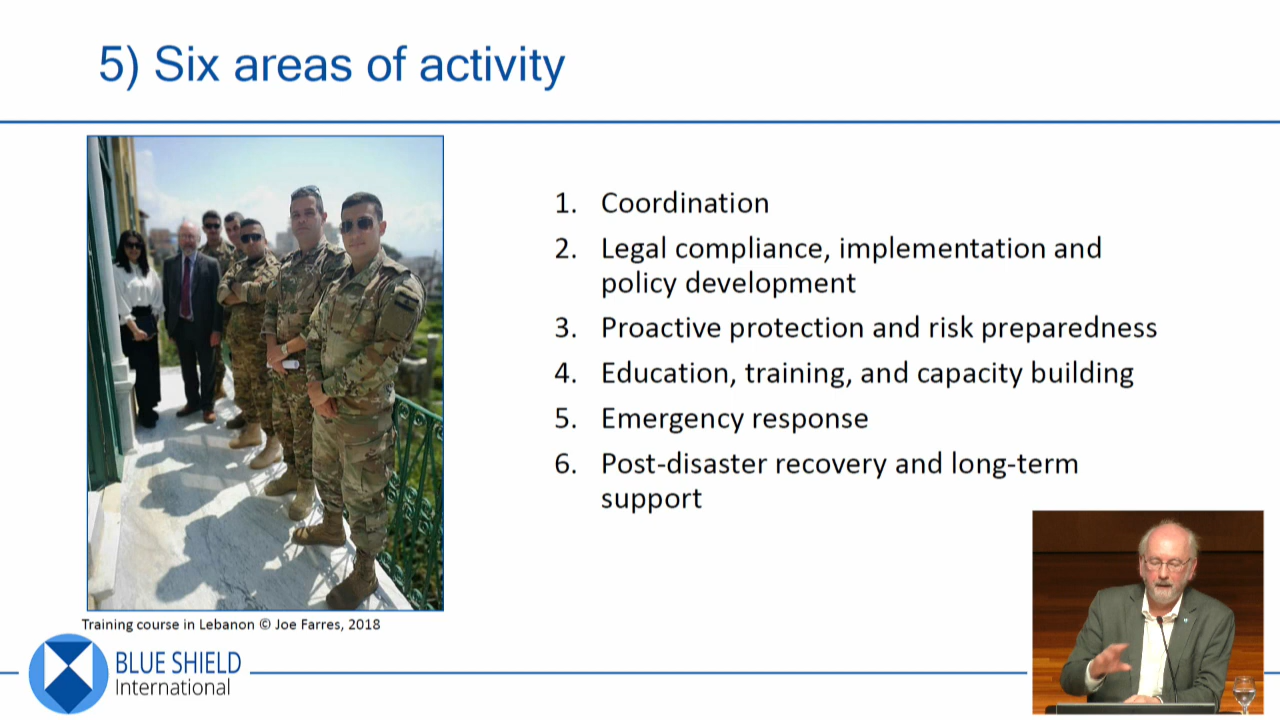 5) Six areas of activity
1. Coordination
2. Legal compliance, implementation and
policy development
3. Proactive protection and risk preparedness
4. Education, training, and capacity building
5. Emergency response
6. Post-disaster recovery and long-term
support
Training course in Lebanon © Joe Farres, 2018
BLUE SHIELD
International